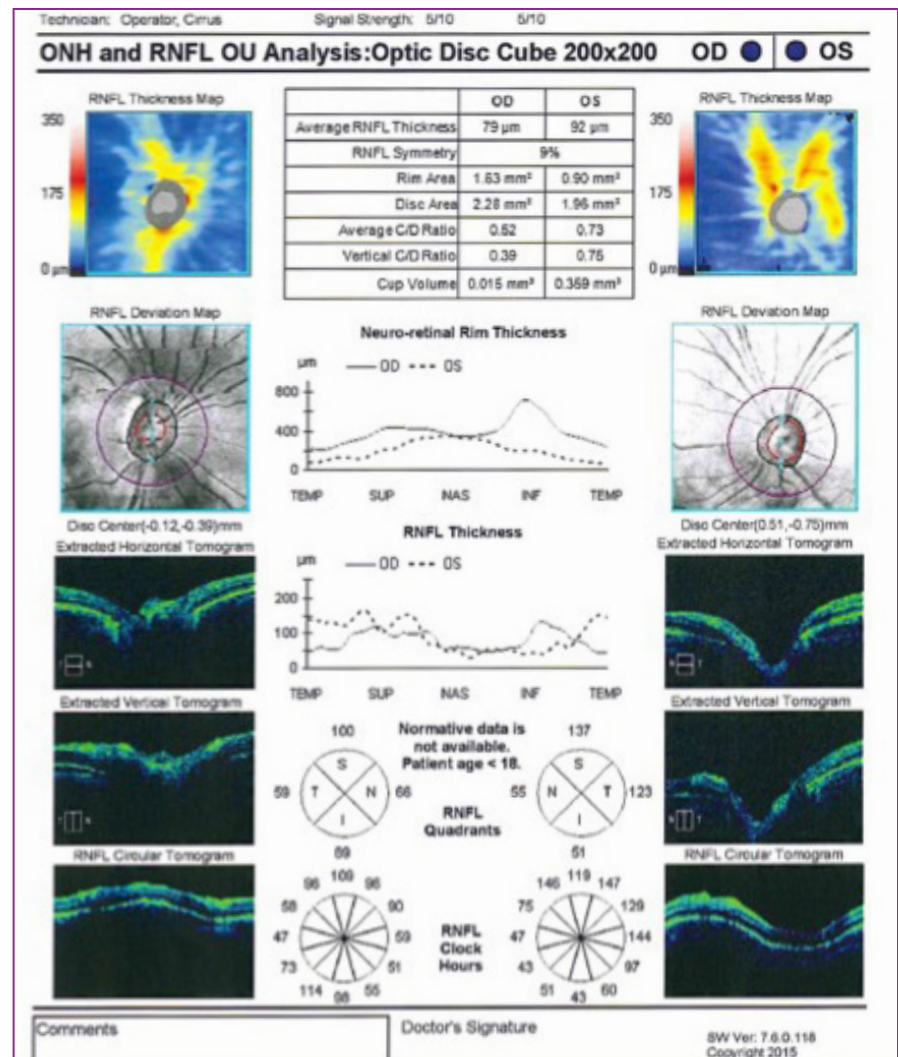 Technician: Operator, Cirrus Signal Strength: 5/10 5/10
ONH and RNFL OU Analysis:Optic Disc Cube 200x200 OD OS
RNFL Thickness Map
350
175
0 µm
OD OS
Average RNFL Thickness 79 µm 92 µm
RNFL Symmetry 9%
Rim Area 1.63 mm² 0.90 mm²
Disc Area 2.28 mm² 1.96 mm²
Average C/D Ratio 0.52 0.73
Vertical C/D Ratio 0.39 0.75
Cup Volume 0.015 mm³ 0.359 mm³
RNFL Thickness Map
350
175
0 µm
RNFL Deviation Map
Disc Center(-0.12,-0.39)mm
Neuro-retinal Rim Thickness
µm OD OS
800
400
0
TEMP SUP NAS INF TEMP
RNFL Deviation Map
Disc Center(0.51,-0.75)mm
Extracted Horizontal Tomogram
T N
RNFL Thickness
µm OD OS
200
100
0
TEMP SUP NAS INF TEMP
Extracted Horizontal Tomogram
N T
Extracted Vertical Tomogram
100
S
59 T N 66
I
89
Normative data is
not available.
Patient age < 18.
RNFL
Quadrants
137
S
55 N T 123
I
51
Extracted Vertical Tomogram
RNFL Circular Tomogram
96 109 96
58 90
47 59
73 51
114 98 55
RNFL
Clock
Hours
146 119 147
75 129
47 144
43 97
51 43 60
RNFL Circular Tomogram
Comments
Doctor's Signature
SW Ver: 7.6.0.118
Copyright 2015